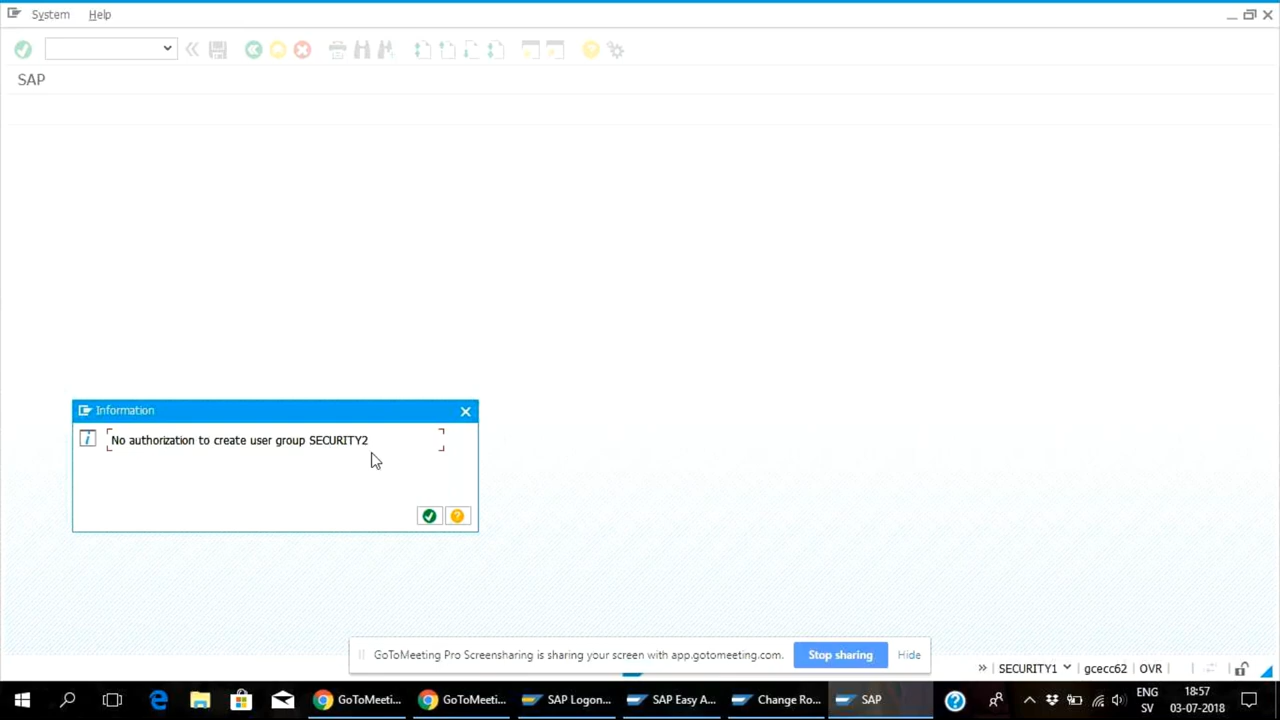 System Help
SAP
Information
No authorization to create user group SECURITY2
GoToMeeting Pro Screensharing is sharing your screen with app.gotomeeting.com. Stop sharing Hide
SECURITY1 gcecc62 OVR
GoToMeeti... GoToMeeti... SAP Logon... SAP Easy A... Change Ro... SAP
ENG 18:57
SV 03-07-2018